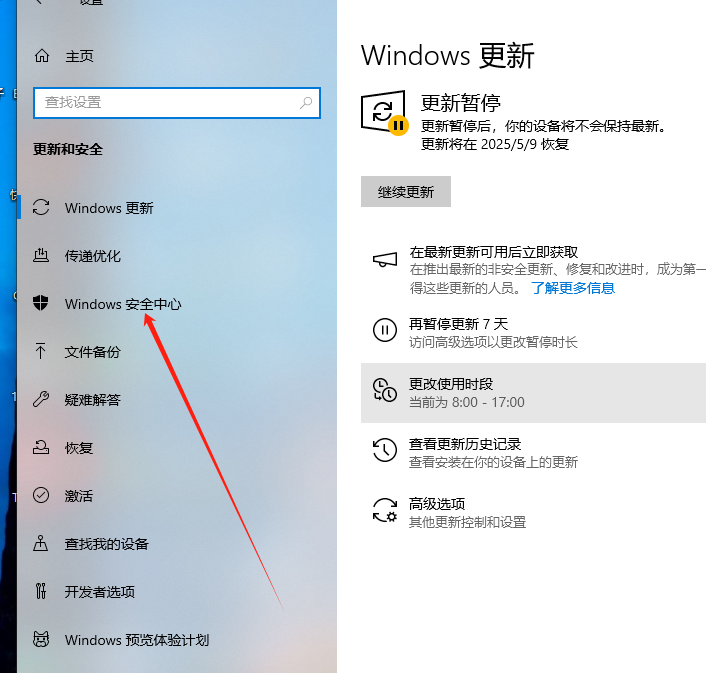 设置
主页
查找设置
更新和安全
Windows 更新
传递优化
Windows 安全中心
文件备份
疑难解答
恢复
激活
查找我的设备
开发者选项
Windows 预览体验计划
Windows 更新
更新暂停
更新暂停后，你的设备将不会保持最新。
更新将在 2025/5/9 恢复
继续更新
在最新更新可用后立即获取
在推出最新的非安全更新、修复和改进时，成为第一
得这些更新的人员。 了解更多信息
再暂停更新 7 天
访问高级选项以更改暂停时长
更改使用时段
当前为 8:00 - 17:00
查看更新历史记录
查看安装在你的设备上的更新
高级选项
其他更新控制和设置